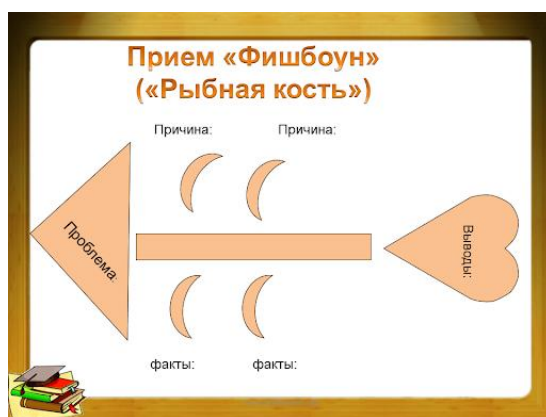 Прием «Фишбоун»
(«Рыбная кость»)
Причина: Причина:
Проблема:
Выводы:
факты: факты: